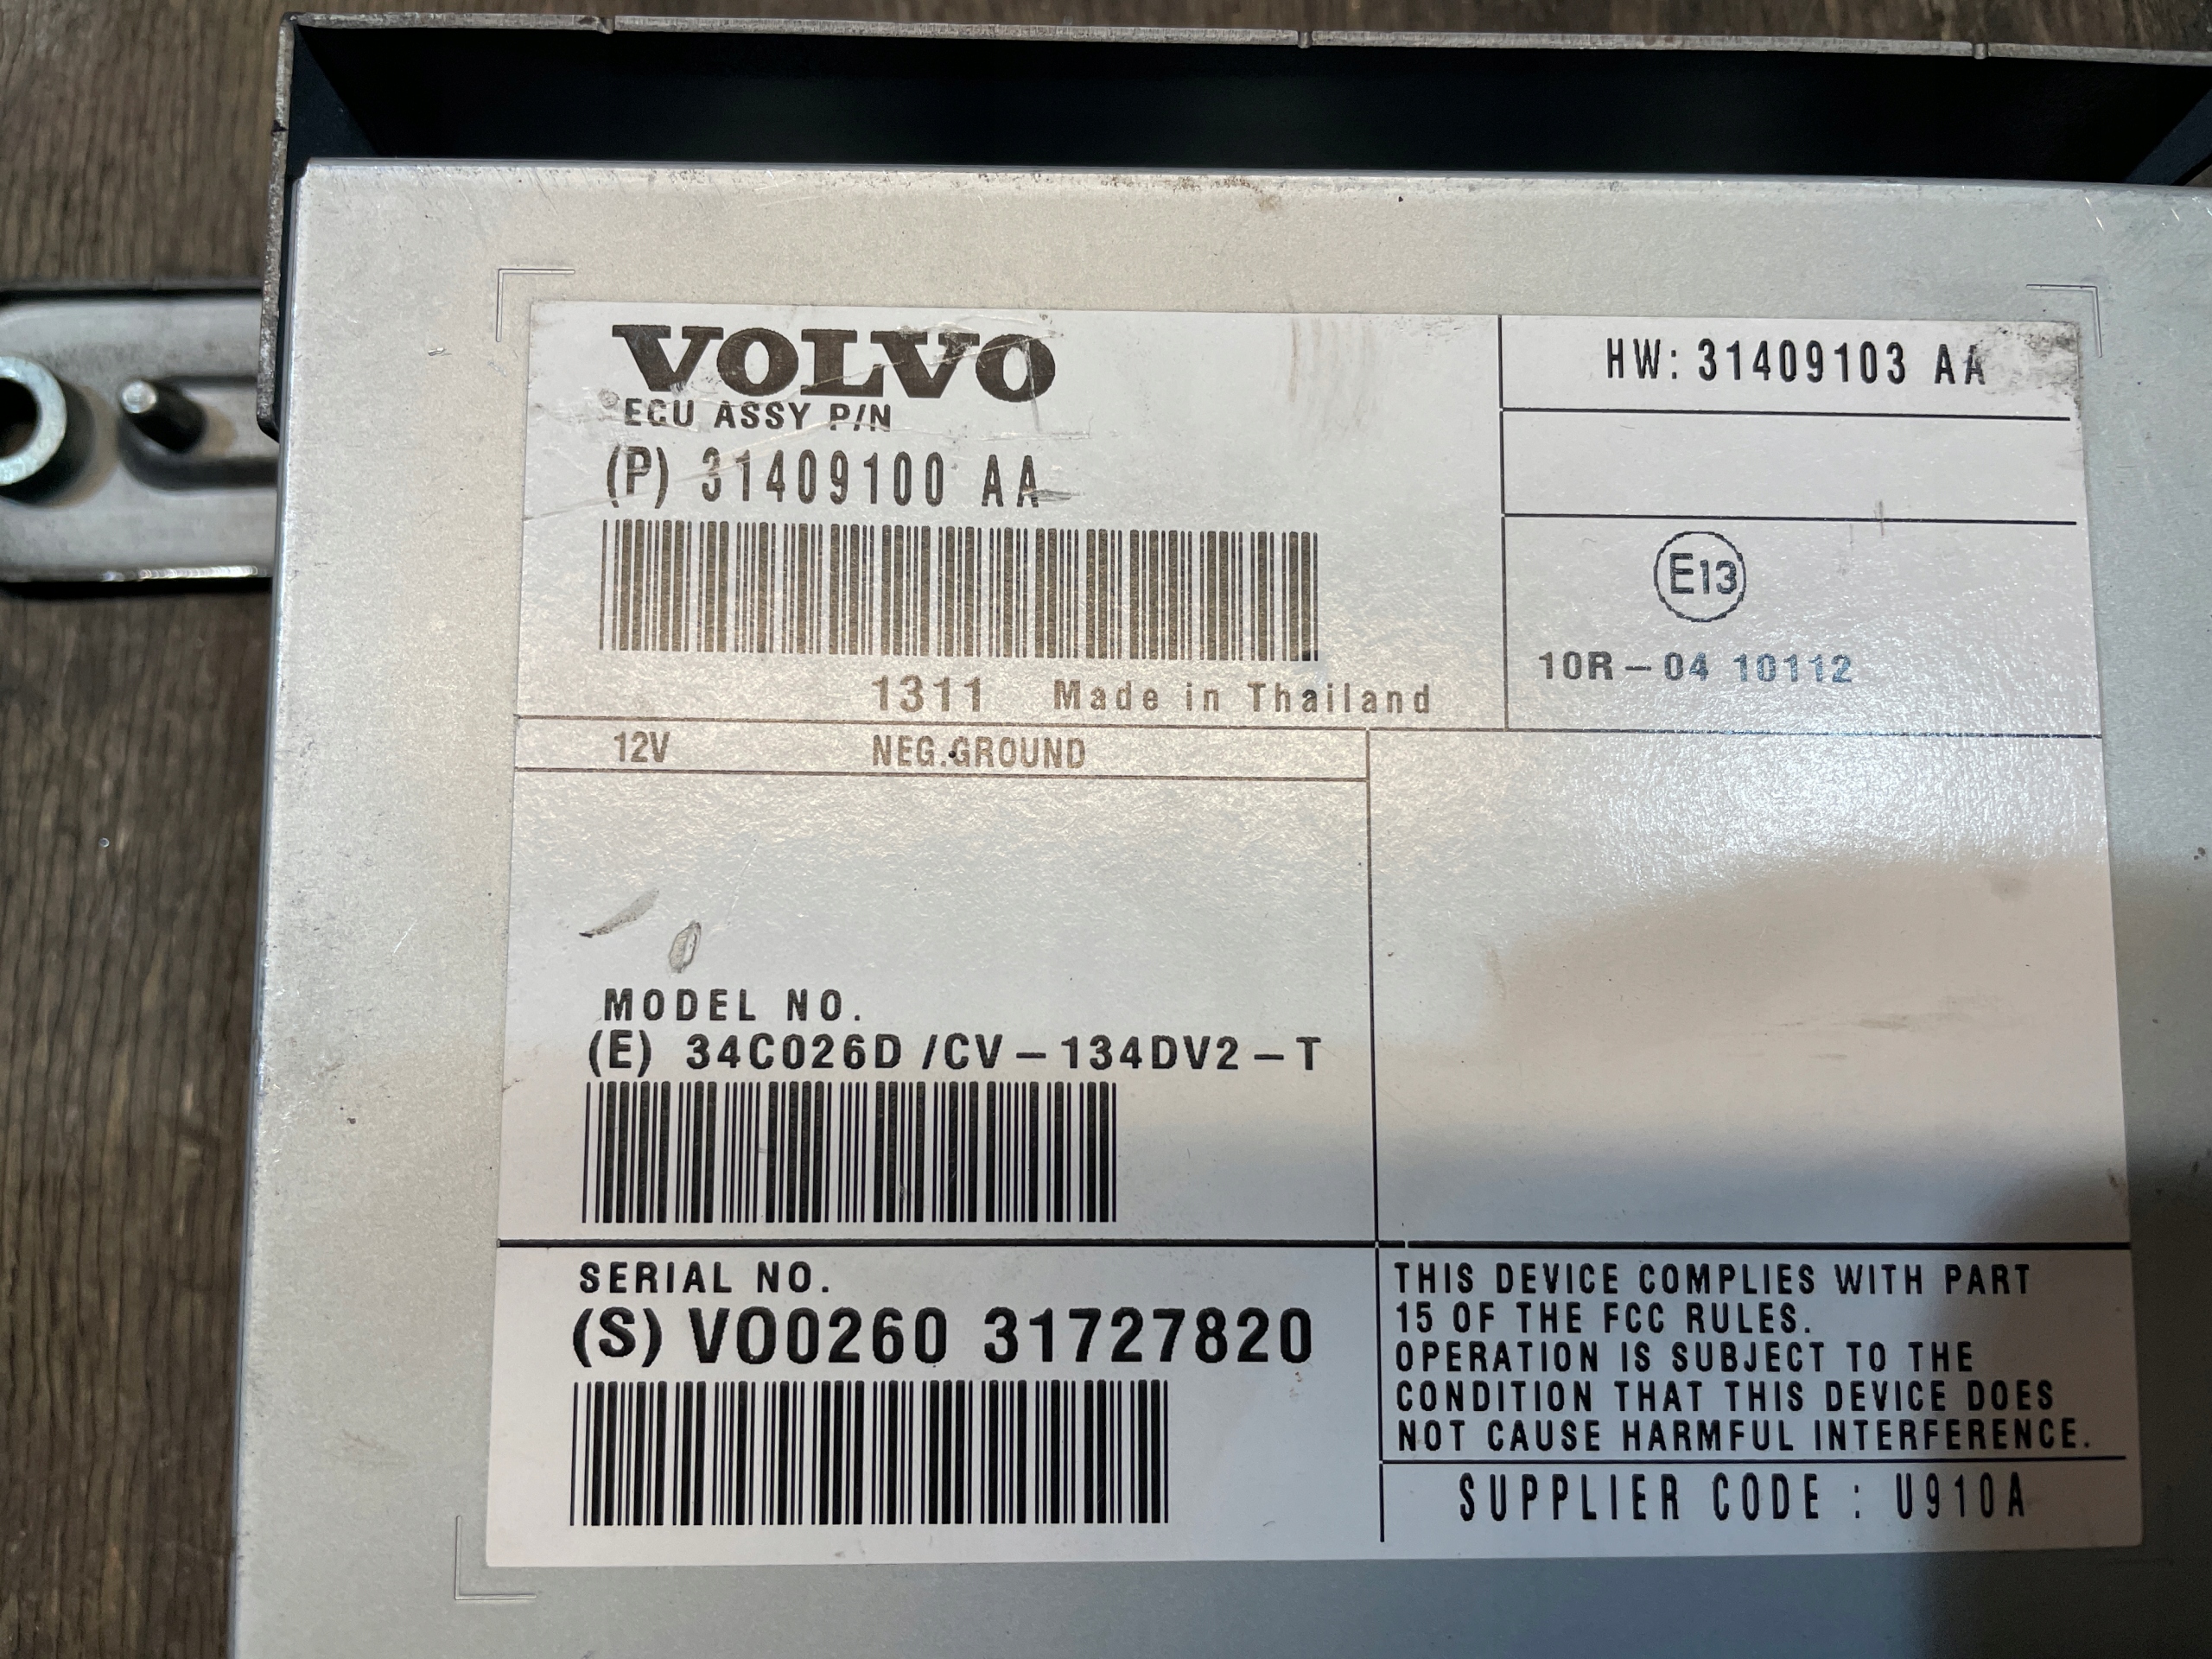 VOLVO
ECU ASSY P/N
(P) 31409100 AA
1311 Made in Thailand
HW: 31409103 AA
E13
10R-04 10112
12V NEG.GROUND
MODEL NO.
(E) 34C026D /CV-134DV2-T
SERIAL NO.
(S) VO0260 31727820
THIS DEVICE COMPLIES WITH PART
15 OF THE FCC RULES.
OPERATION IS SUBJECT TO THE
CONDITION THAT THIS DEVICE DOES
NOT CAUSE HARMFUL INTERFERENCE.
SUPPLIER CODE : U910A